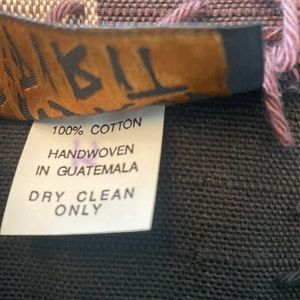 100% COTTON
HANDWOVEN
IN GUATEMALA
DRY CLEAN
ONLY